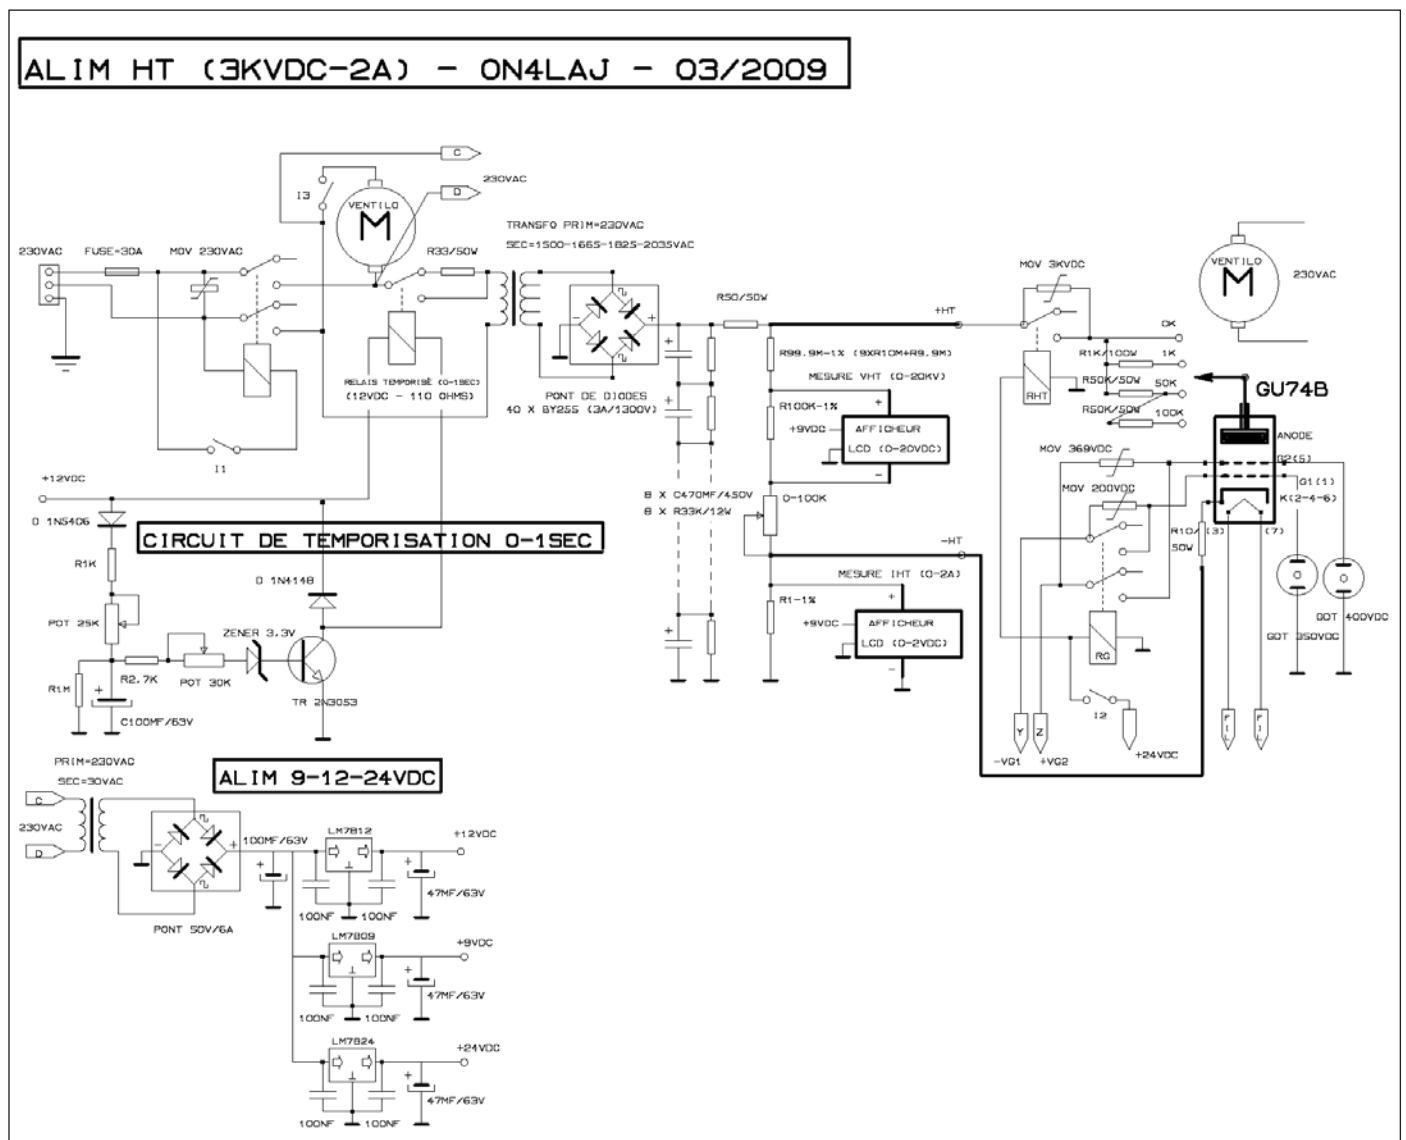 ALIM HT (3KVDC-2A) - ON4LAJ - 03/2009
C
230VAC
D
I3
VENTILO
M
230VAC
FUSE=30A
MOV 230VAC
R33/50W
TRANSFO PRIM=230VAC
SEC=1500-1665-1825-2035VAC
MOV 3KVDC
VENTILO
M
230VAC
R50/50W
+HT
0K
R99.9M-1% (9XR10M+R9.9M)
R1K/100W
1K
RELAIS TEMPORISÈ (0-1SEC)
(12VDC - 110 OHMS)
PONT DE DIODES
40 X BY255 (3A/1300V)
MESURE VHT (0-20KV)
RHT
R50K/50W
50K
GU74B
R100K-1%
+
R50K/50W
100K
+9VDC
AFFICHEUR
LCD (0-20VDC)
-
ANODE
I1
MOV 369VDC
G2(5)
+12VDC
MOV 200VDC
G1(1)
8 X C470MF/450V
0-100K
K(2-4-6)
8 X R33K/12W
D 1N5406
CIRCUIT DE TEMPORISATION 0-1SEC
-HT
R10/
50W
(3)
(7)
R1K
D 1N4148
MESURE IHT (0-2A)
+
R1-1%
POT 25K
ZENER 3.3V
+9VDC
AFFICHEUR
LCD (0-2VDC)
-
GDT 400VDC
GDT 350VDC
RG
R2.7K
POT 30K
R1M
+
C100MF/63V
TR 2N3053
I2
Y
Z
FIL
FIL
-VG1
+VG2
+24VDC
PRIM=230VAC
SEC=30VAC
ALIM 9-12-24VDC
C
230VAC
D
-
+
100MF/63V
+
LM7812
+12VDC
+
47MF/63V
100NF
100NF
PONT 50V/6A
LM7809
+9VDC
+
47MF/63V
100NF
100NF
LM7824
+24VDC
+
47MF/63V
100NF
100NF